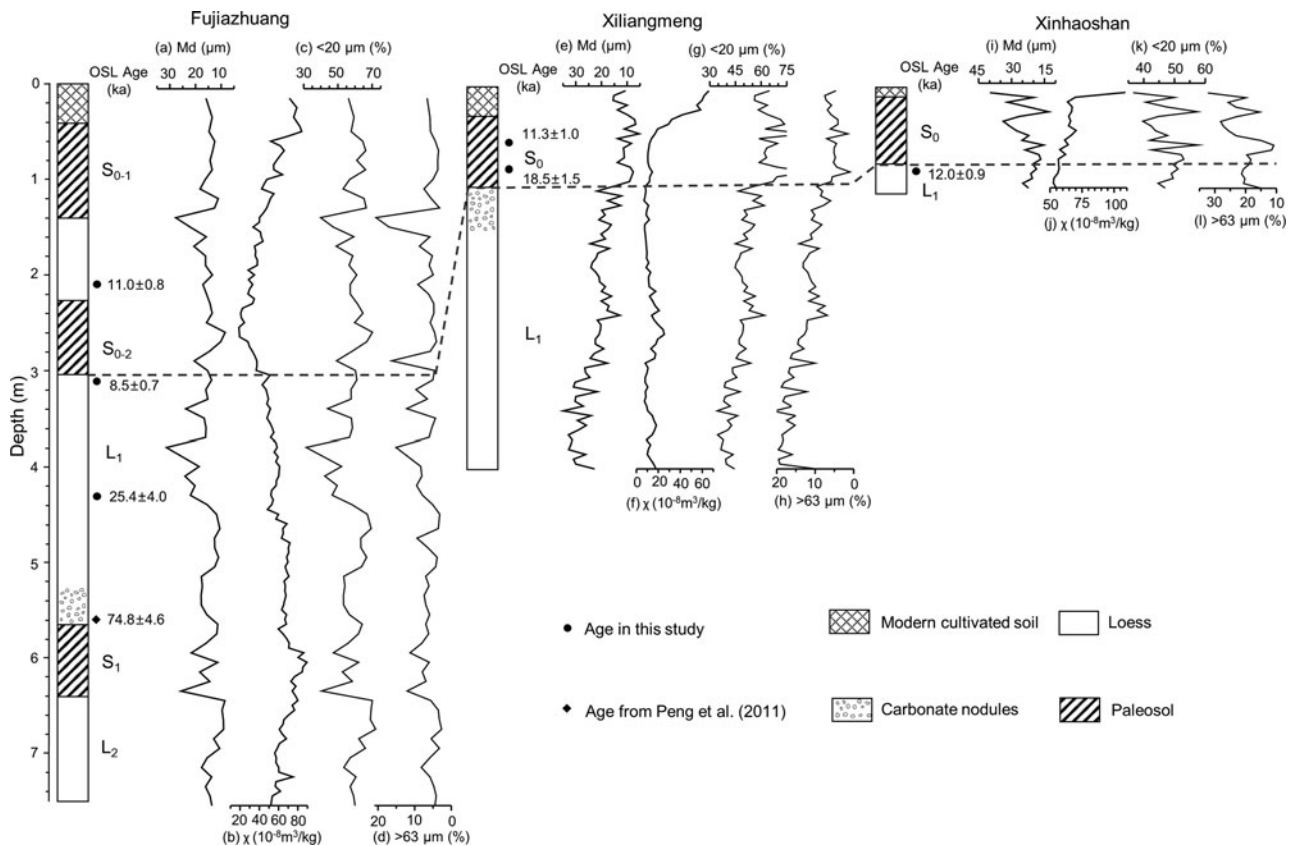 Fujiazhuang
Xiliangmeng
Xinhaoshan
(a) Md (μm)
(c) <20 μm (%)
30 20 10
30 50 70
OSL Age
(ka)
(e) Md (μm)
(g) <20 μm (%)
30 20 10
30 45 60 75
OSL Age
(ka)
(i) Md (μm)
(k) <20 μm (%)
45 30 15
40 50 60
OSL Age
(ka)
0
1
2
3
4
5
6
7
Depth (m)
S0-1
11.0±0.8
S0-2
8.5±0.7
L1
25.4±4.0
74.8±4.6
S1
L2
20 40 60 80
(b) χ (10⁻⁸m³/kg)
20 10 0
(d) >63 μm (%)
11.3±1.0
S0
18.5±1.5
L1
0 20 40 60
(f) χ (10⁻⁸m³/kg)
20 10 0
(h) >63 μm (%)
S0
12.0±0.9
L1
50 75 100
(j) χ (10⁻⁸m³/kg)
30 20 10
(l) >63 μm (%)
Age in this study
Modern cultivated soil
Loess
Age from Peng et al. (2011)
Carbonate nodules
Paleosol